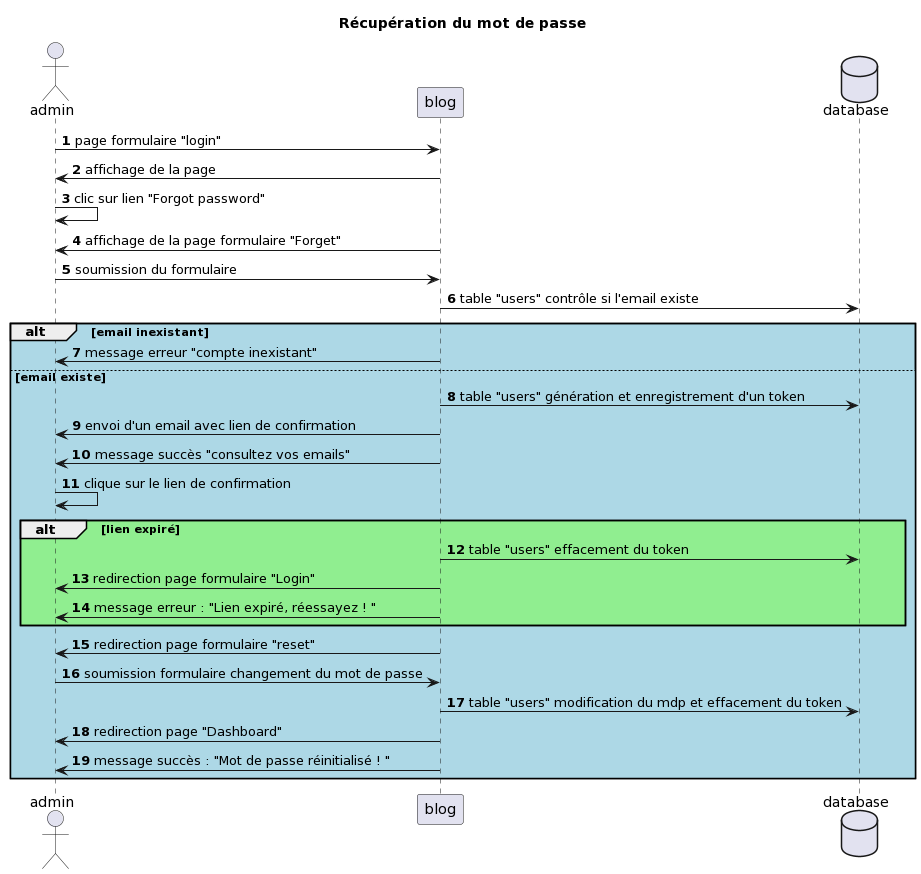 Récupération du mot de passe
admin
blog
database
1 page formulaire "login"
2 affichage de la page
3 clic sur lien "Forgot password"
4 affichage de la page formulaire "Forget"
5 soumission du formulaire
6 table "users" contrôle si l'email existe
alt [email inexistant]
7 message erreur "compte inexistant"
[email existe]
8 table "users" génération et enregistrement d'un token
9 envoi d'un email avec lien de confirmation
10 message succès "consultez vos emails"
11 clique sur le lien de confirmation
alt [lien expiré]
12 table "users" effacement du token
13 redirection page formulaire "Login"
14 message erreur : "Lien expiré, réessayez ! "
15 redirection page formulaire "reset"
16 soumission formulaire changement du mot de passe
17 table "users" modification du mdp et effacement du token
18 redirection page "Dashboard"
19 message succès : "Mot de passe réinitialisé ! "
admin
blog
database